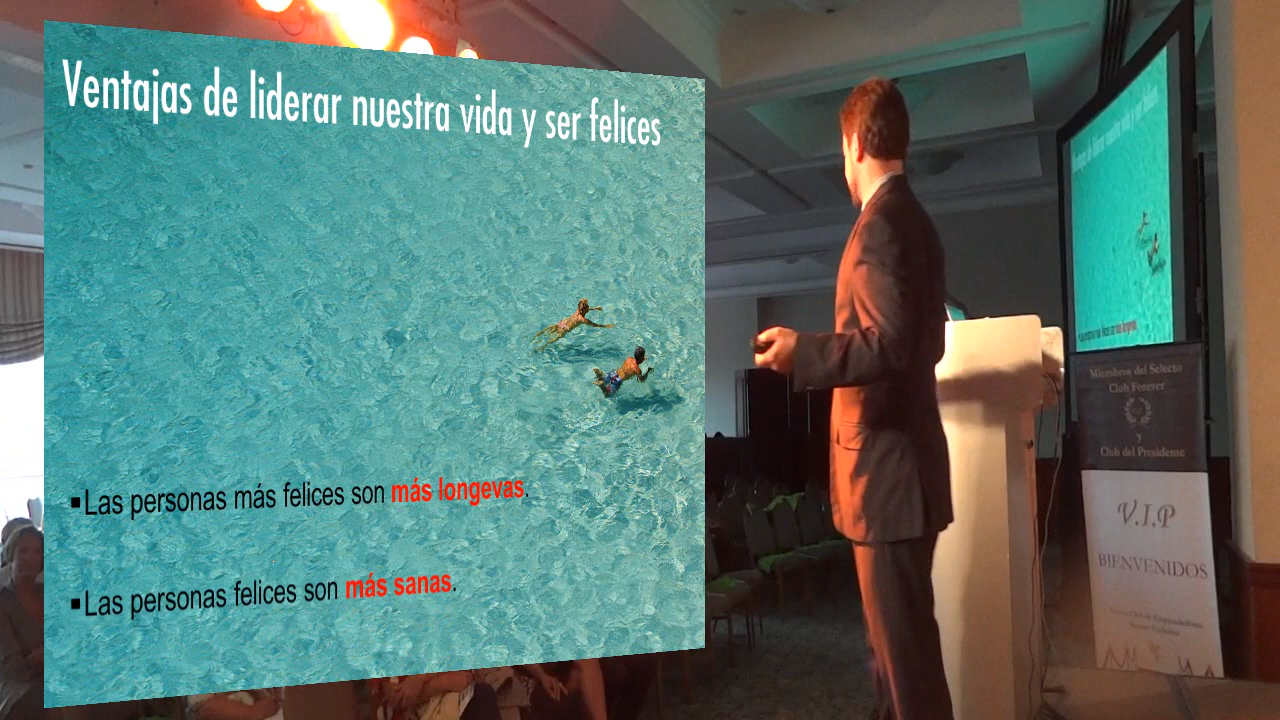 Ventajas de liderar nuestra vida y ser felices
▪Las personas más felices son más longevas.
▪Las personas felices son más sanas.
Miembros del Selecto
Club Forever
y
Club del Presidente
V.I.P
BIENVENIDOS